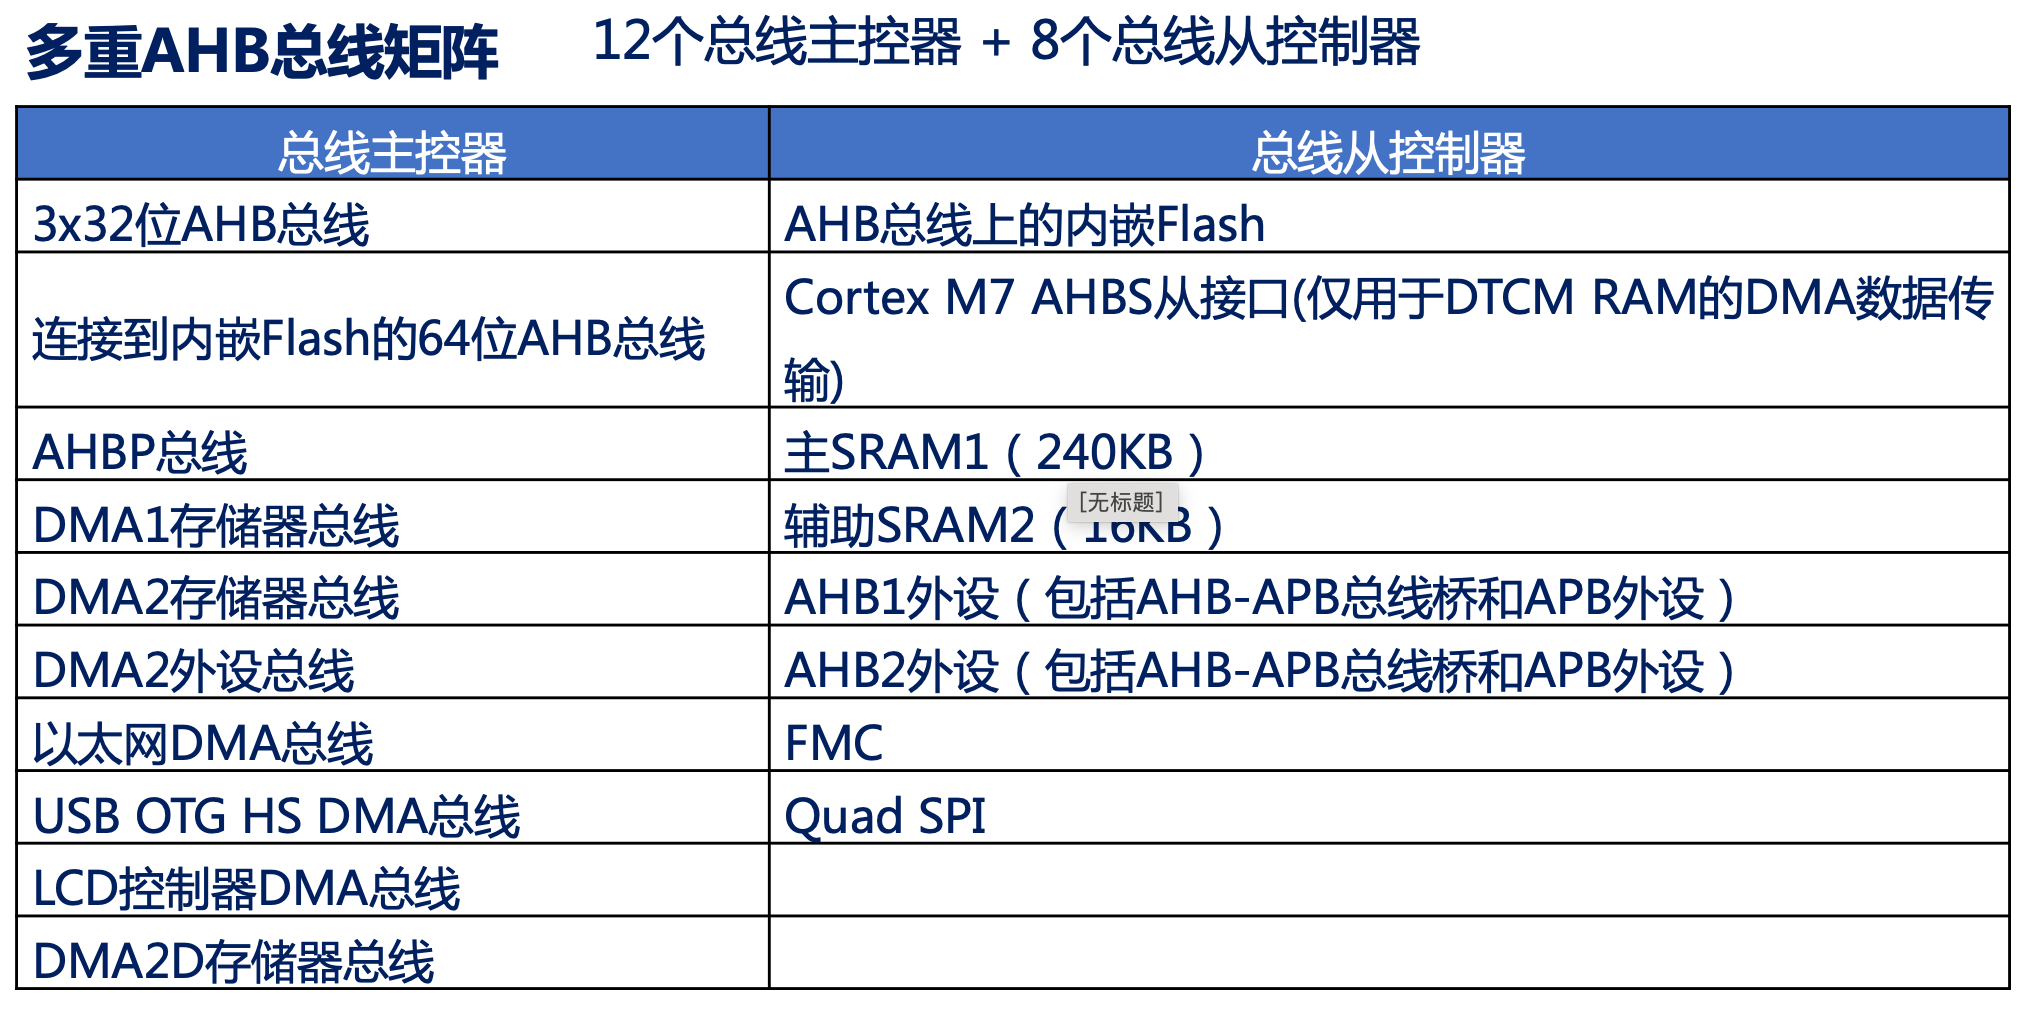 多重AHB总线矩阵 12个总线主控器 + 8个总线从控制器
总线主控器 总线从控制器
3x32位AHB总线 AHB总线上的内嵌Flash
连接到内嵌Flash的64位AHB总线 Cortex M7 AHBS从接口(仅用于DTCM RAM的DMA数据传
输)
AHBP总线 主SRAM1（240KB）
[无标题]
DMA1存储器总线 辅助SRAM2（16KB）
DMA2存储器总线 AHB1外设（包括AHB-APB总线桥和APB外设）
DMA2外设总线 AHB2外设（包括AHB-APB总线桥和APB外设）
以太网DMA总线 FMC
USB OTG HS DMA总线 Quad SPI
LCD控制器DMA总线
DMA2D存储器总线